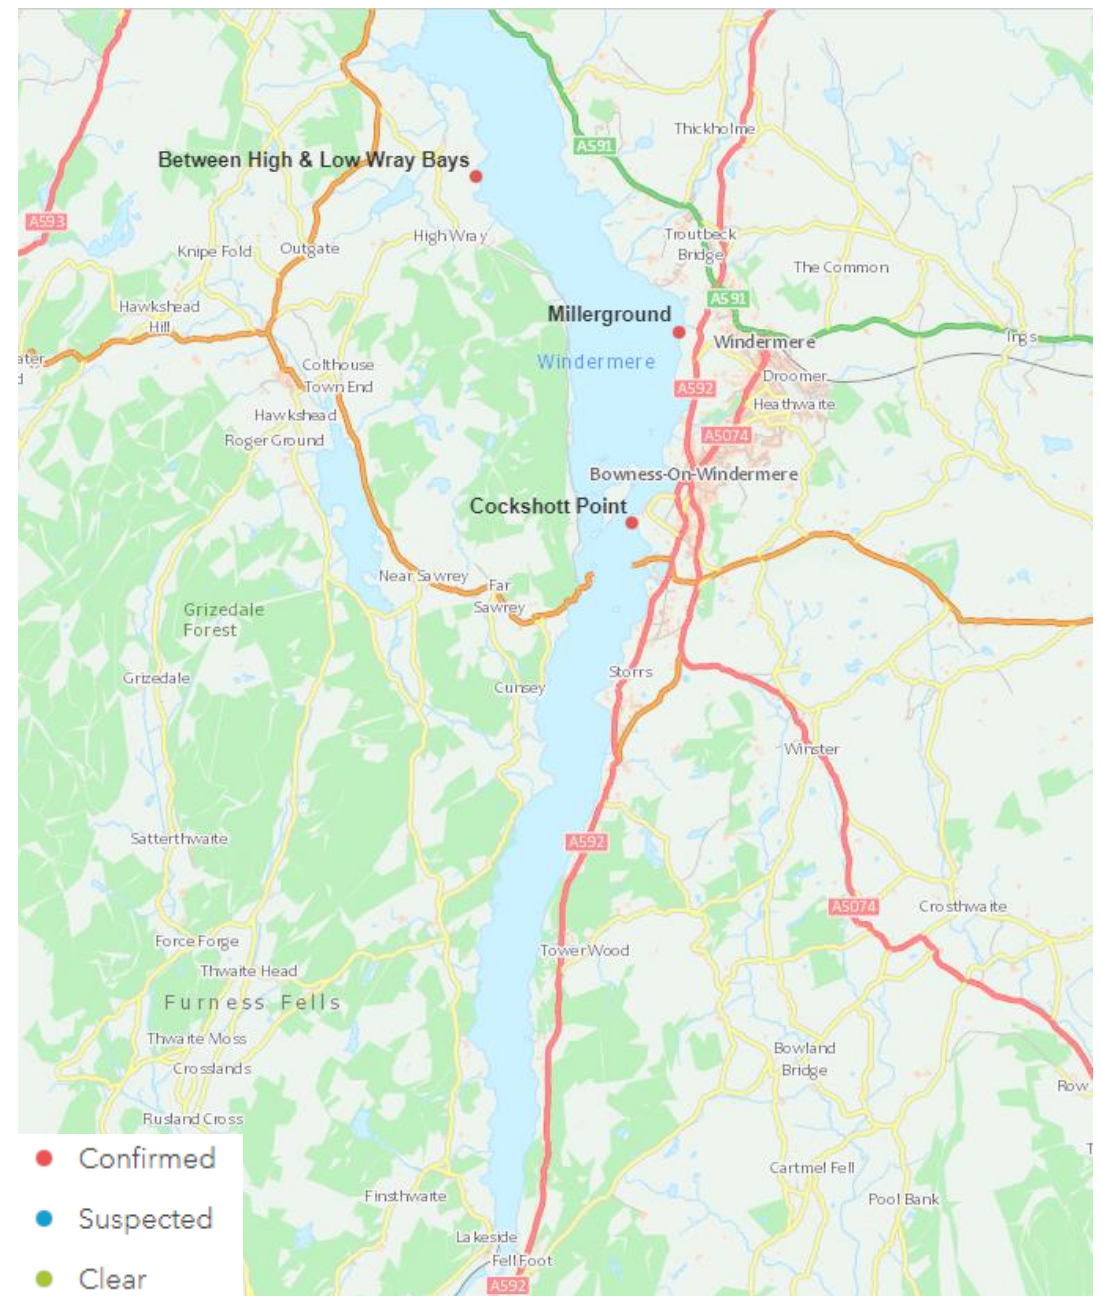 Thickholme
A591
Between High & Low Wray Bays
A593
High Wray
Troutbeck
Bridge
Knipe Fold
Outgate
The Common
A591
Hawkshead
Hill
Millerground
Windermere
Ings
Windermere
ater
d
Colthouse
Town End
Droomer
A592
Heathwaite
Hawkshead
Roger Ground
A5074
Bowness-On-Windermere
Cockshott Point
Near Sawrey
Far
Sawrey
Grizedale
Forest
Grizedale
Storrs
Cunsey
Winster
Satterthwaite
A592
A5074
Crosthwaite
Force Forge
Tower Wood
Thwaite Head
Furness Fells
Thwaite Moss
Crosslands
Bowland
Bridge
Row
Rusland Cross
T
Confirmed
Cartmel Fell
Finsthwaite
Pool Bank
Suspected
Lakeside
Fell Foot
Clear
A592